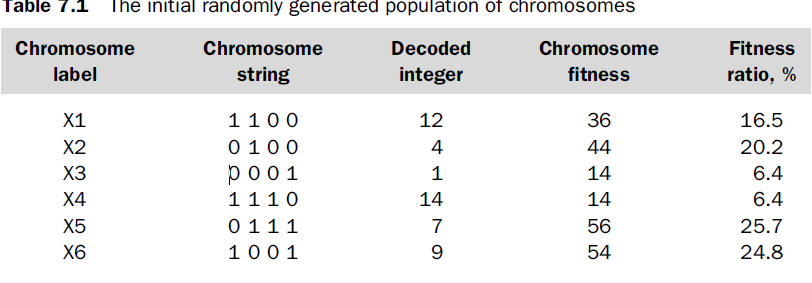 Table 7.1 The initial randomly generated population of chromosomes
Chromosome label Chromosome string Decoded integer Chromosome fitness Fitness ratio, %
X1 1 1 0 0 12 36 16.5
X2 0 1 0 0 4 44 20.2
X3 0 0 0 1 1 14 6.4
X4 1 1 1 0 14 14 6.4
X5 0 1 1 1 7 56 25.7
X6 1 0 0 1 9 54 24.8